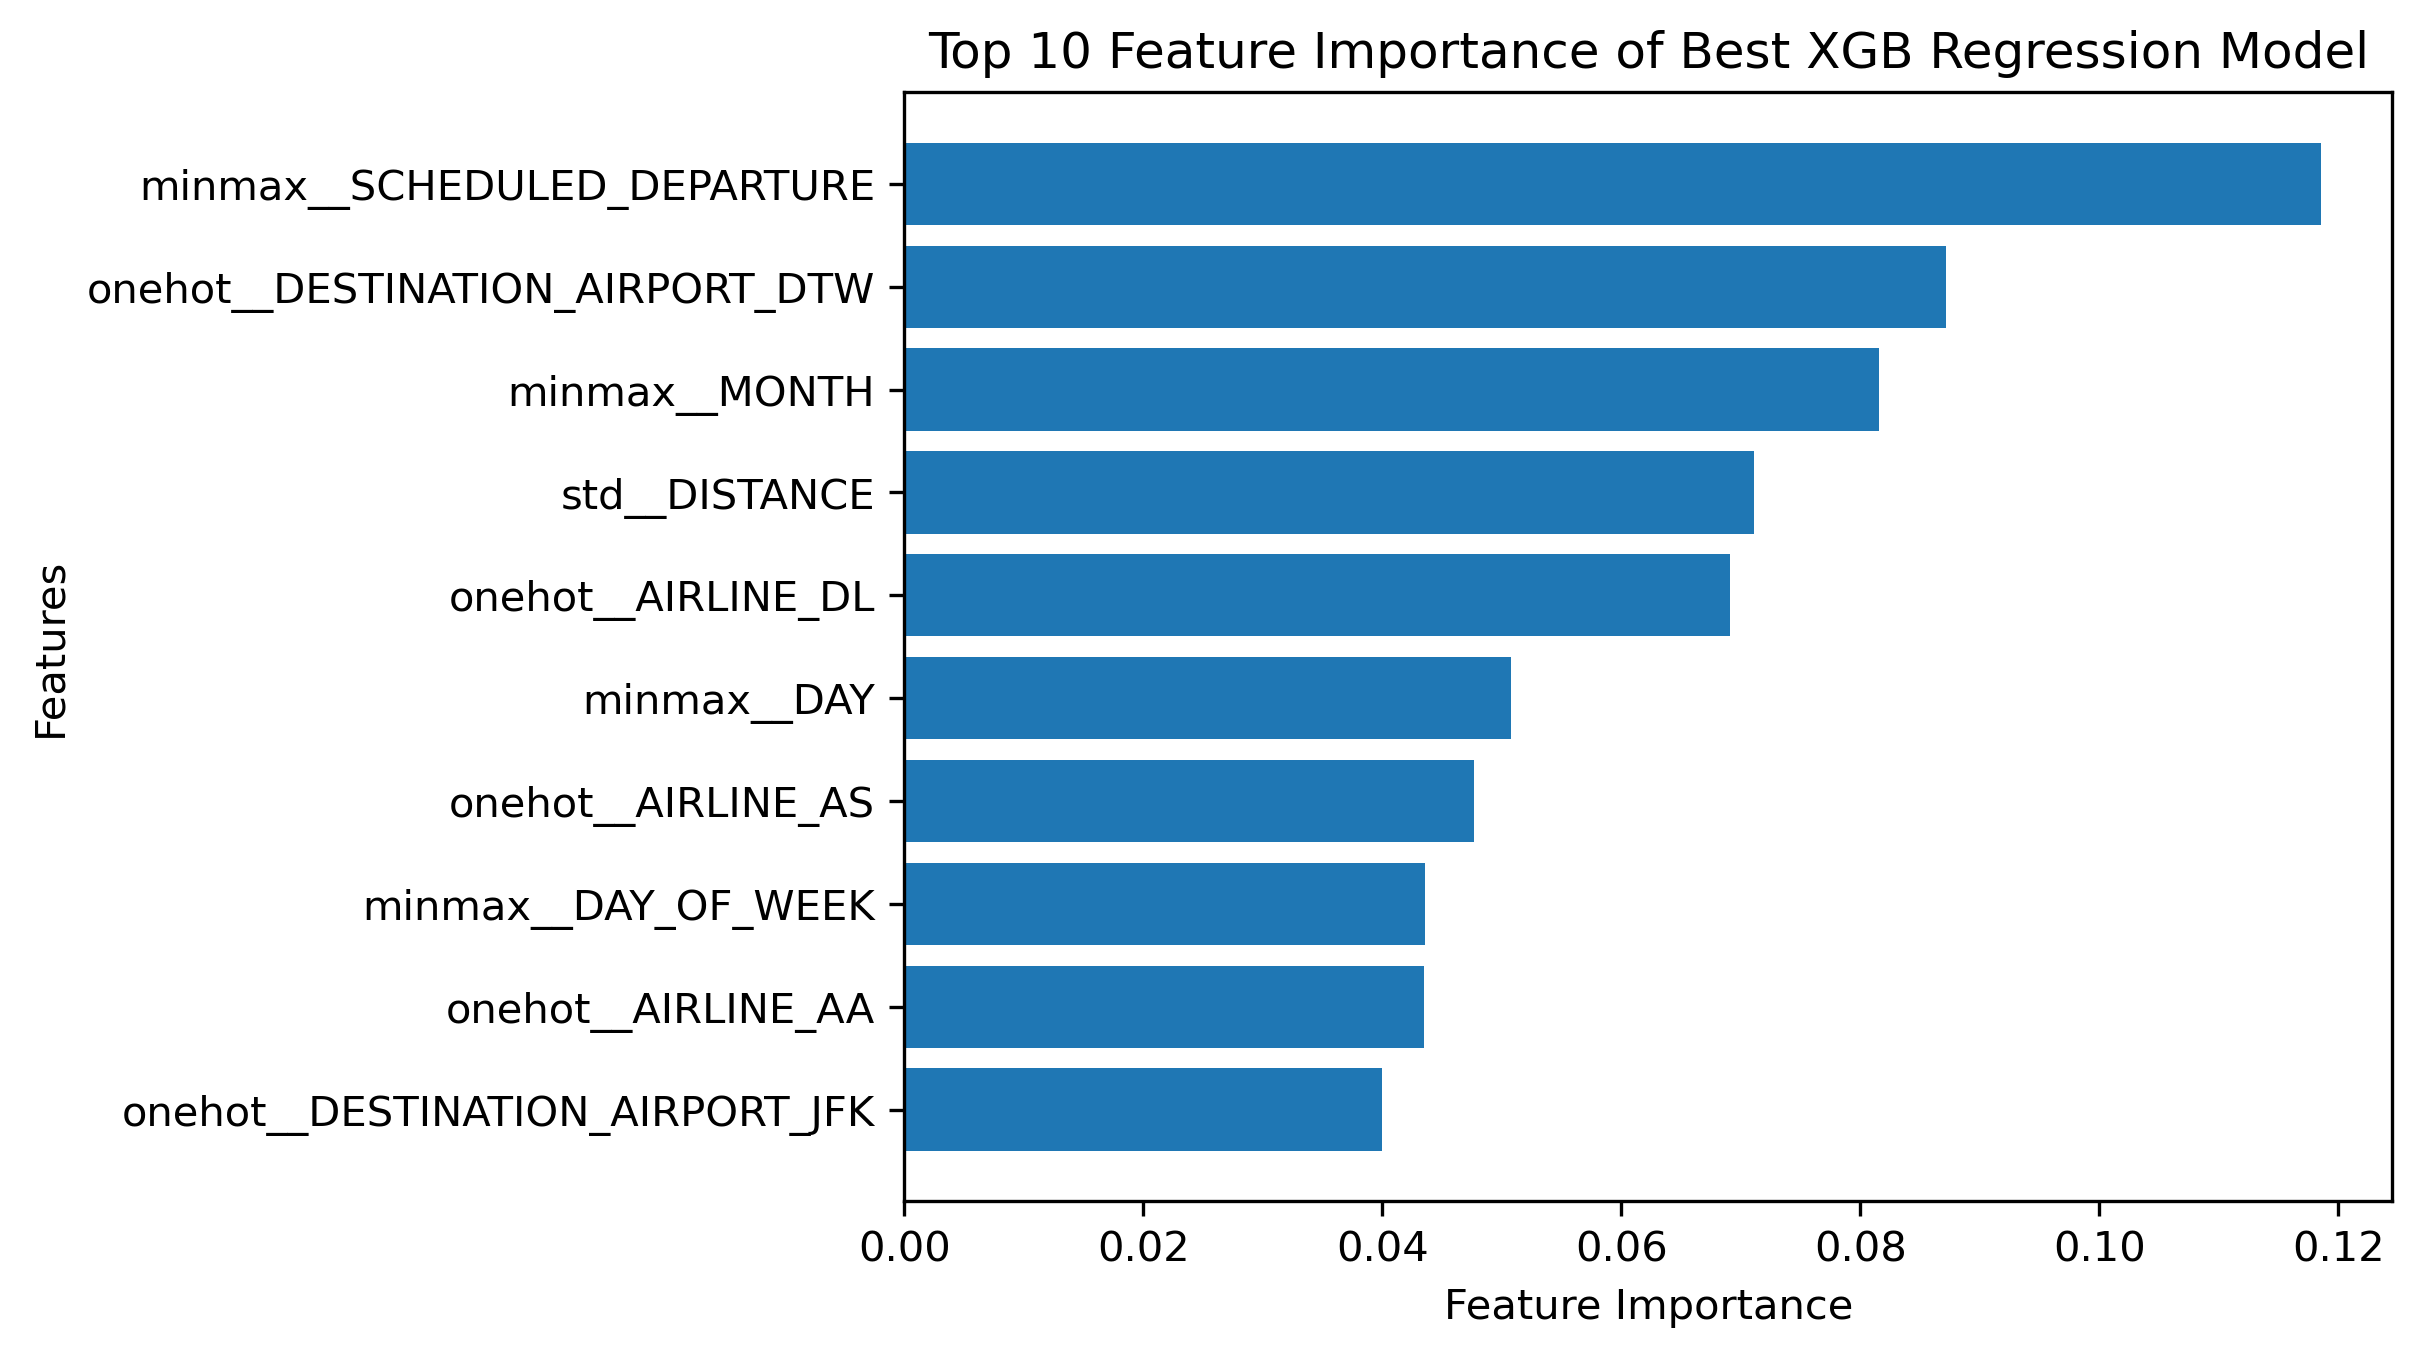 Top 10 Feature Importance of Best XGB Regression Model
minmax__SCHEDULED_DEPARTURE
onehot__DESTINATION_AIRPORT_DTW
minmax__MONTH
std__DISTANCE
onehot__AIRLINE_DL
minmax__DAY
onehot__AIRLINE_AS
minmax__DAY_OF_WEEK
onehot__AIRLINE_AA
onehot__DESTINATION_AIRPORT_JFK
Features
0.00 0.02 0.04 0.06 0.08 0.10 0.12
Feature Importance